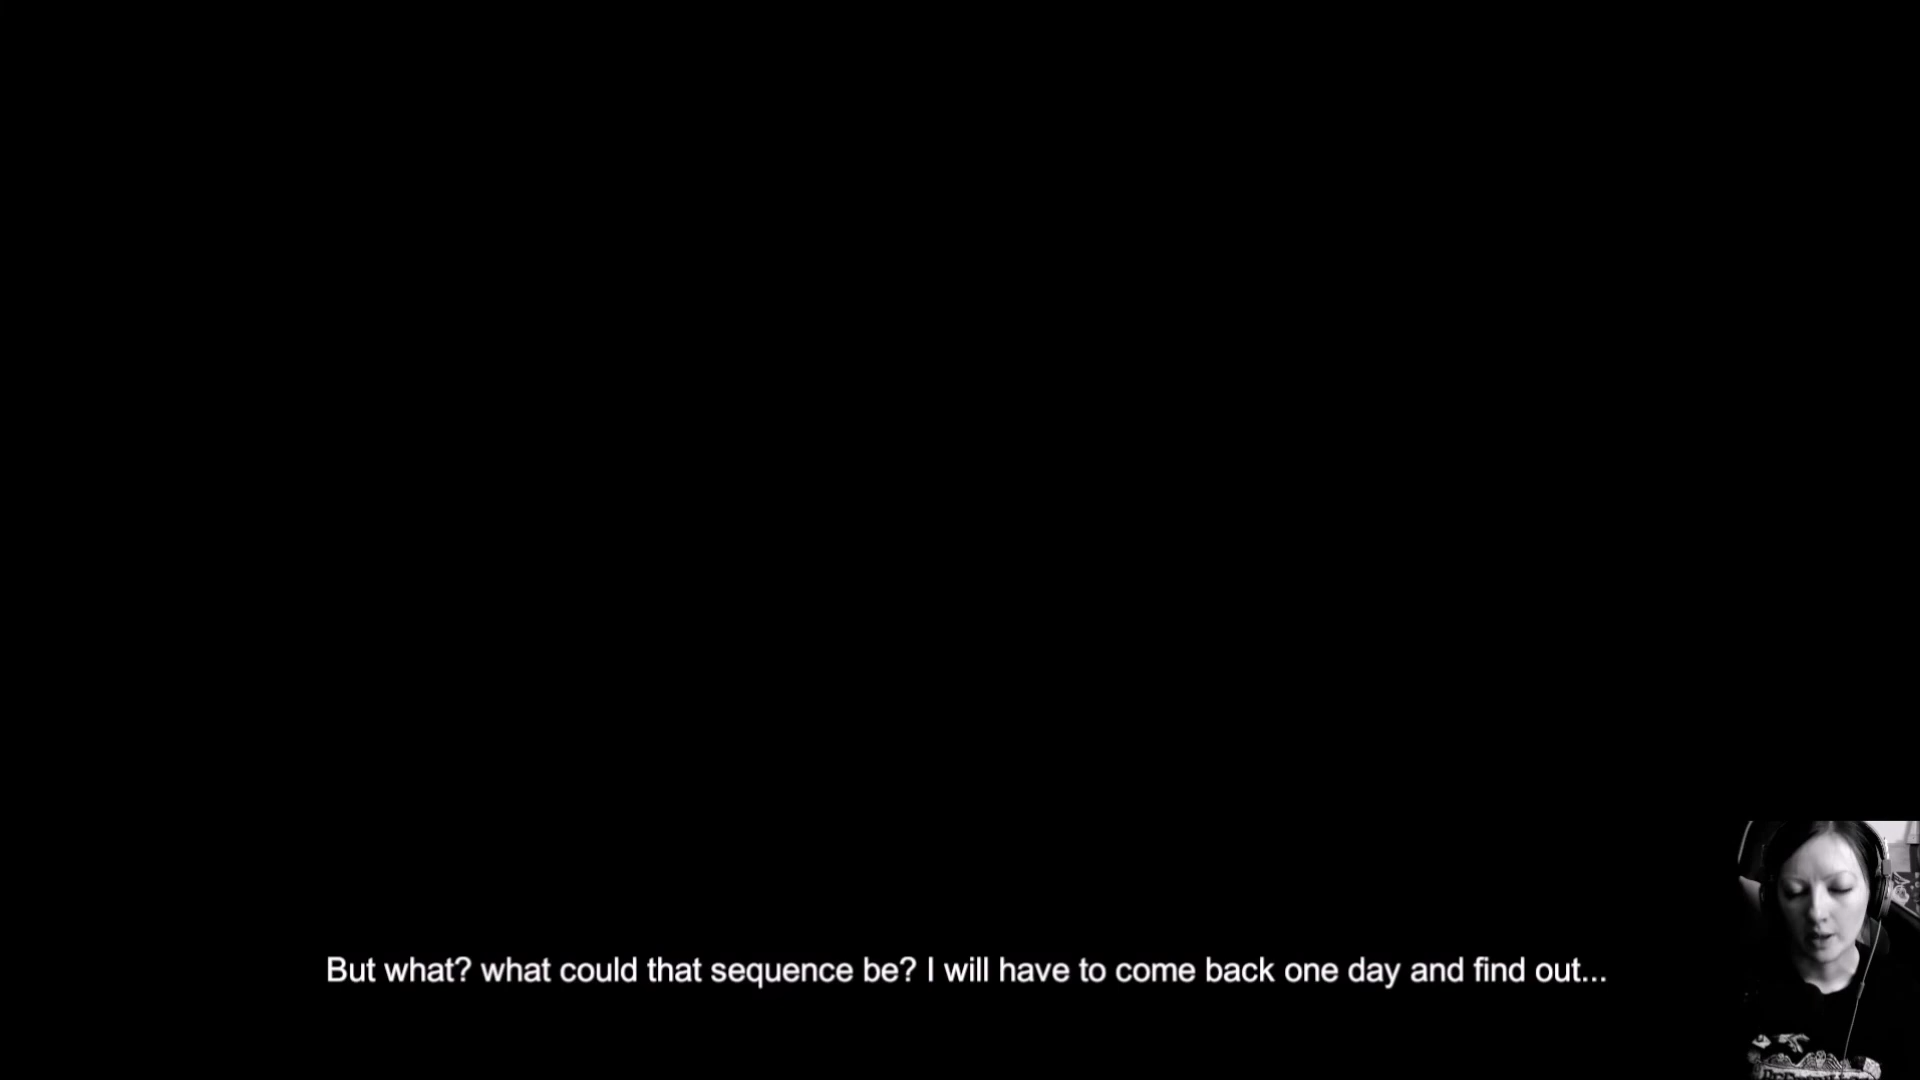 But what? what could that sequence be? I will have to come back one day and find out...